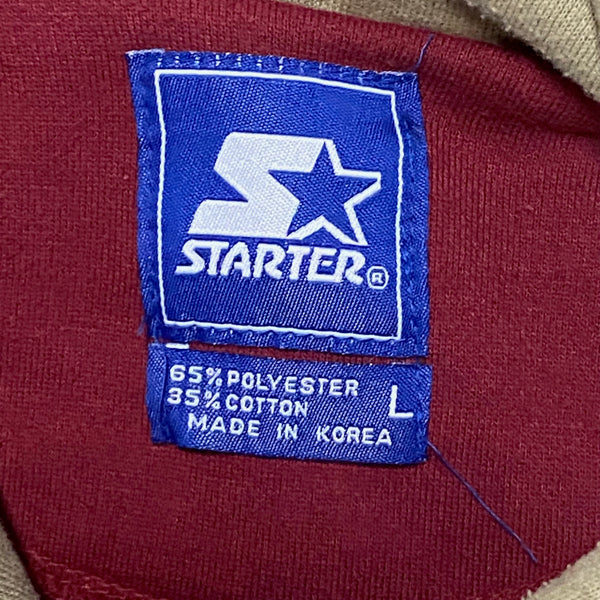 STARTER®
65% POLYESTER
35% COTTON L
MADE IN KOREA